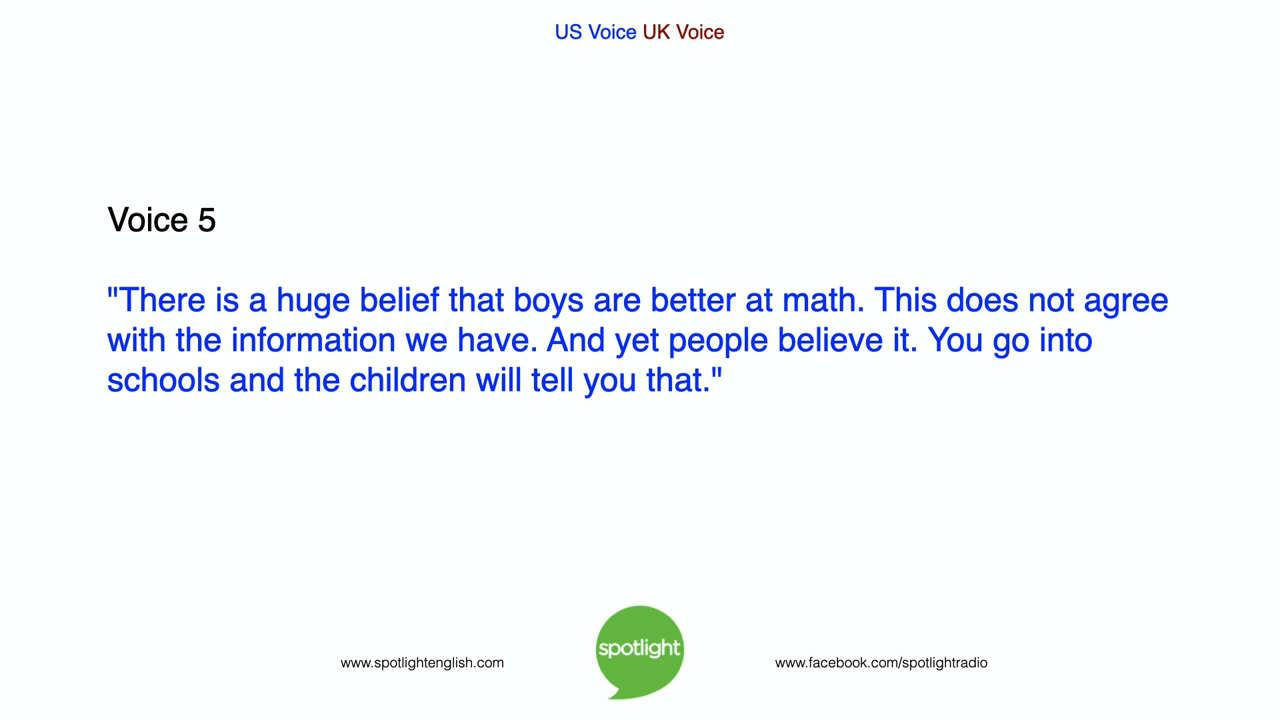 US Voice UK Voice
Voice 5
"There is a huge belief that boys are better at math. This does not agree
with the information we have. And yet people believe it. You go into
schools and the children will tell you that."
www.spotlightenglish.com
spotlight
www.facebook.com/spotlightradio